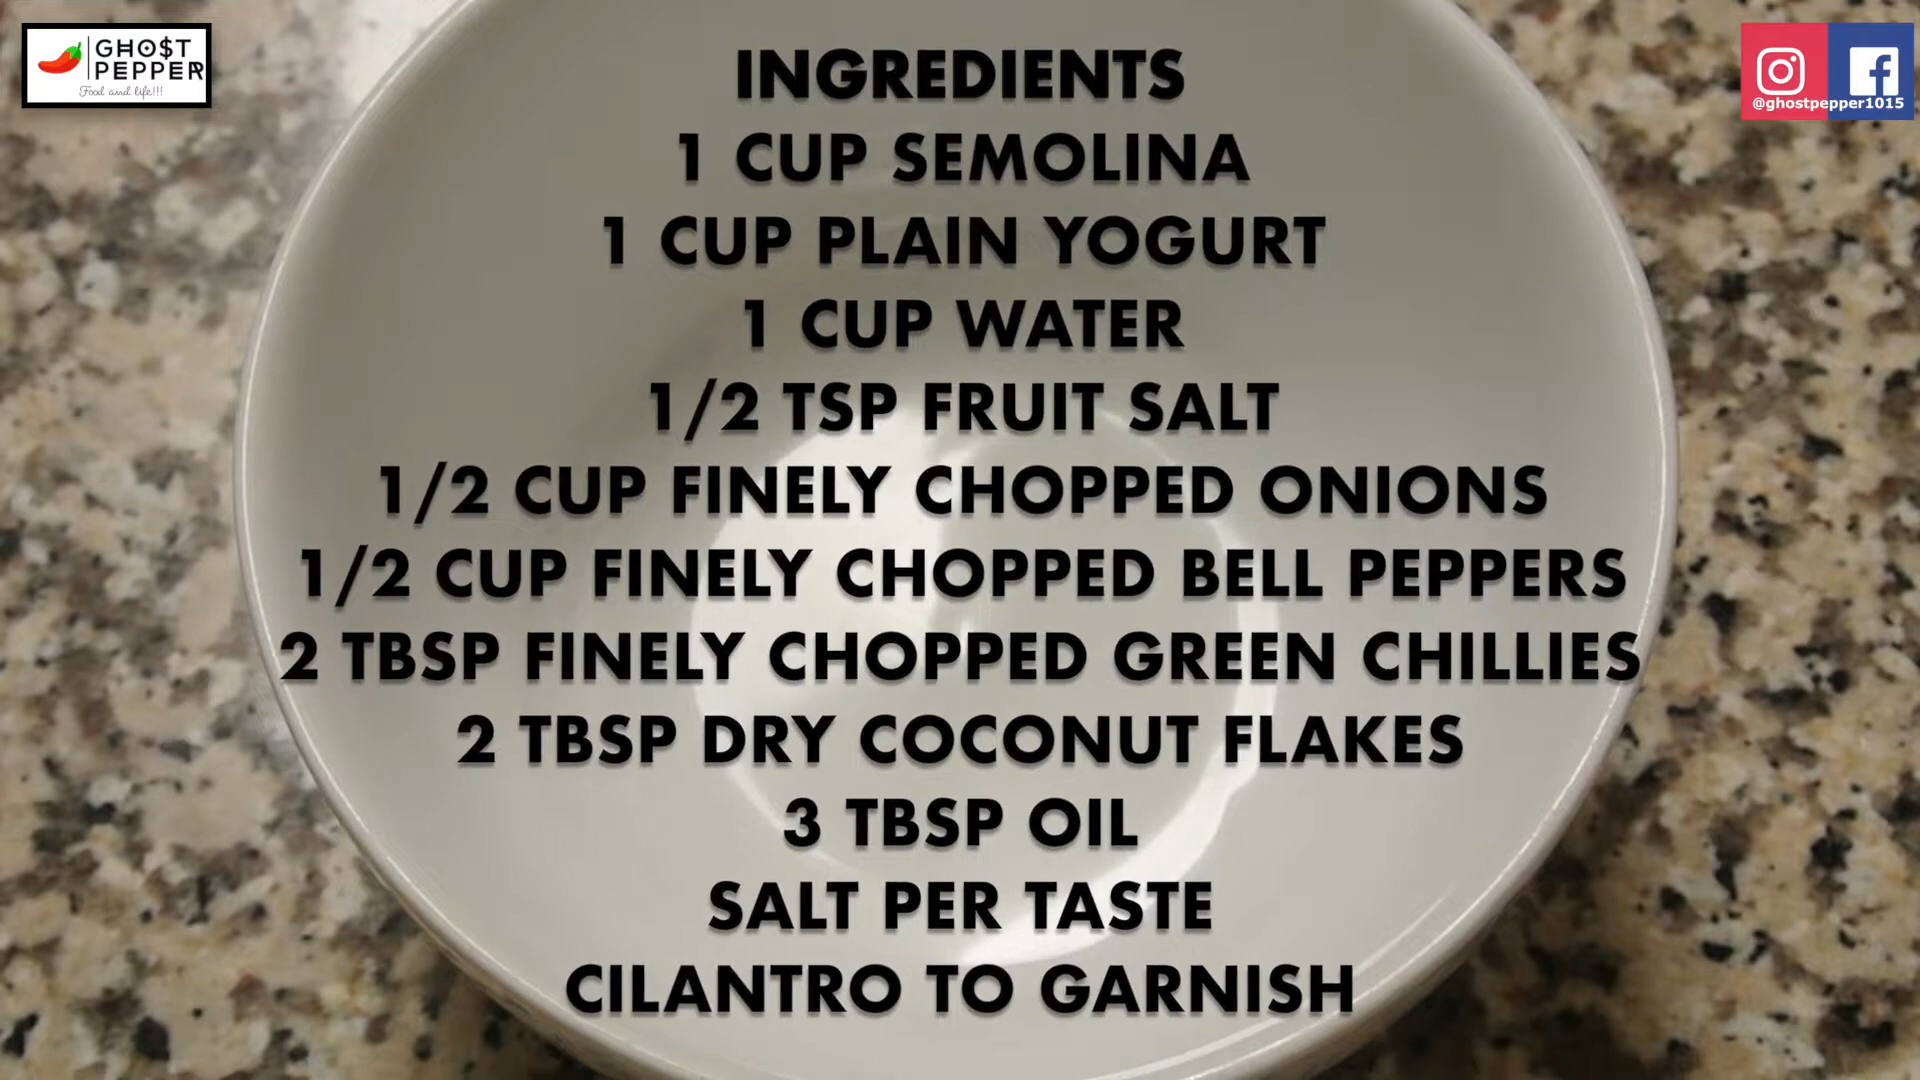 GHO$T
PEPPER
Food and life!!!
@ghostpepper1015
INGREDIENTS
1 CUP SEMOLINA
1 CUP PLAIN YOGURT
1 CUP WATER
1/2 TSP FRUIT SALT
1/2 CUP FINELY CHOPPED ONIONS
1/2 CUP FINELY CHOPPED BELL PEPPERS
2 TBSP FINELY CHOPPED GREEN CHILLIES
2 TBSP DRY COCONUT FLAKES
3 TBSP OIL
SALT PER TASTE
CILANTRO TO GARNISH